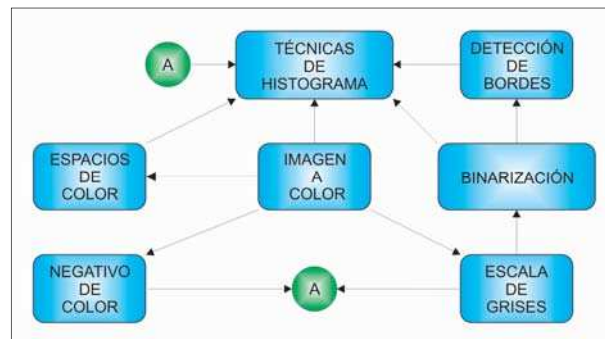 A
TÉCNICAS
DE
HISTOGRAMA
DETECCIÓN
DE
BORDES
ESPACIOS
DE
COLOR
IMAGEN
A
COLOR
BINARIZACIÓN
NEGATIVO
DE
COLOR
A
ESCALA
DE
GRISES